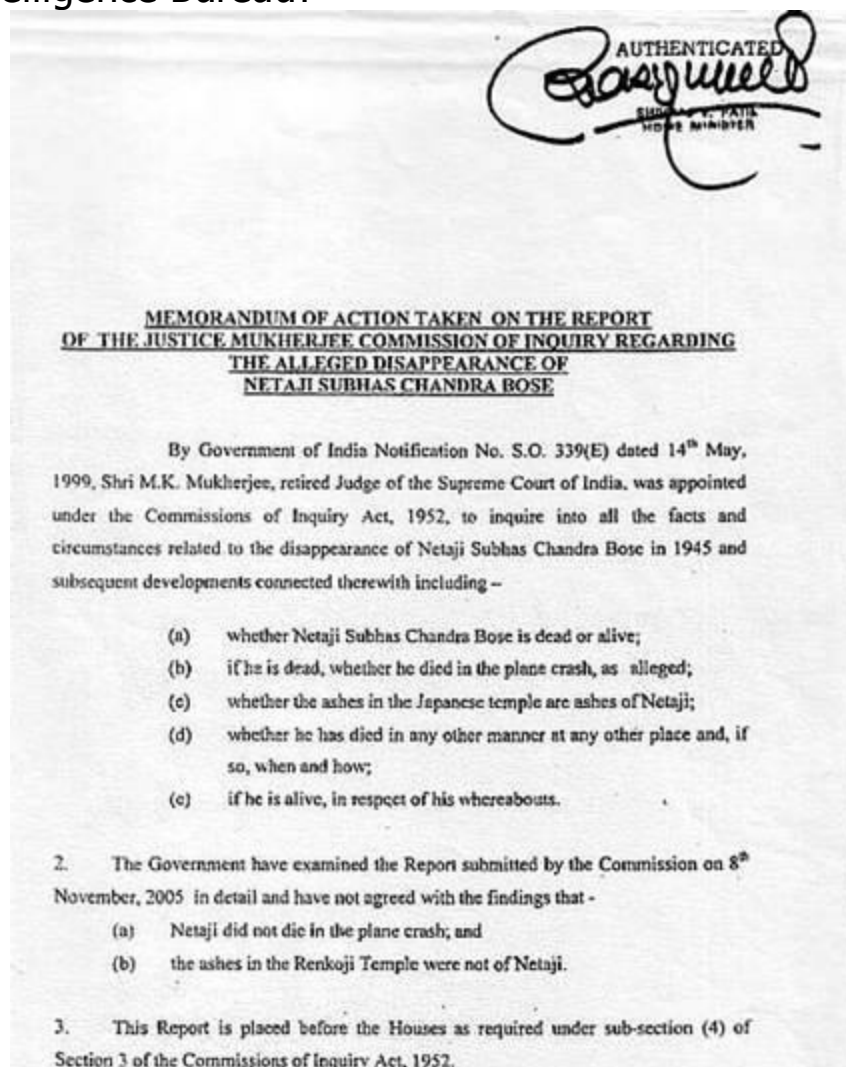 elligence Bureau?
AUTHENTICATED
HOME MINISTER
MEMORANDUM OF ACTION TAKEN ON THE REPORT
OF THE JUSTICE MUKHERJEE COMMISSION OF INQUIRY REGARDING
THE ALLEGED DISAPPEARANCE OF
NETAJI SUBHAS CHANDRA BOSE
By Government of India Notification No. S.O. 339(E) dated 14th May,
1999, Shri M.K. Mukherjee, retired Judge of the Supreme Court of India, was appointed
under the Commissions of Inquiry Act, 1952, to inquire into all the facts and
circumstances related to the disappearance of Netaji Subhas Chandra Bose in 1945 and
subsequent developments connected therewith including –
(a) whether Netaji Subhas Chandra Bose is dead or alive;
(b) if he is dead, whether he died in the plane crash, as alleged;
(c) whether the ashes in the Japanese temple are ashes of Netaji;
(d) whether he has died in any other manner at any other place and, if
so, when and how;
(e) if he is alive, in respect of his whereabouts.
2. The Government have examined the Report submitted by the Commission on 8th
November, 2005 in detail and have not agreed with the findings that -
(a) Netaji did not die in the plane crash; and
(b) the ashes in the Renkoji Temple were not of Netaji.
3. This Report is placed before the Houses as required under sub-section (4) of
Section 3 of the Commissions of Inquiry Act, 1952.